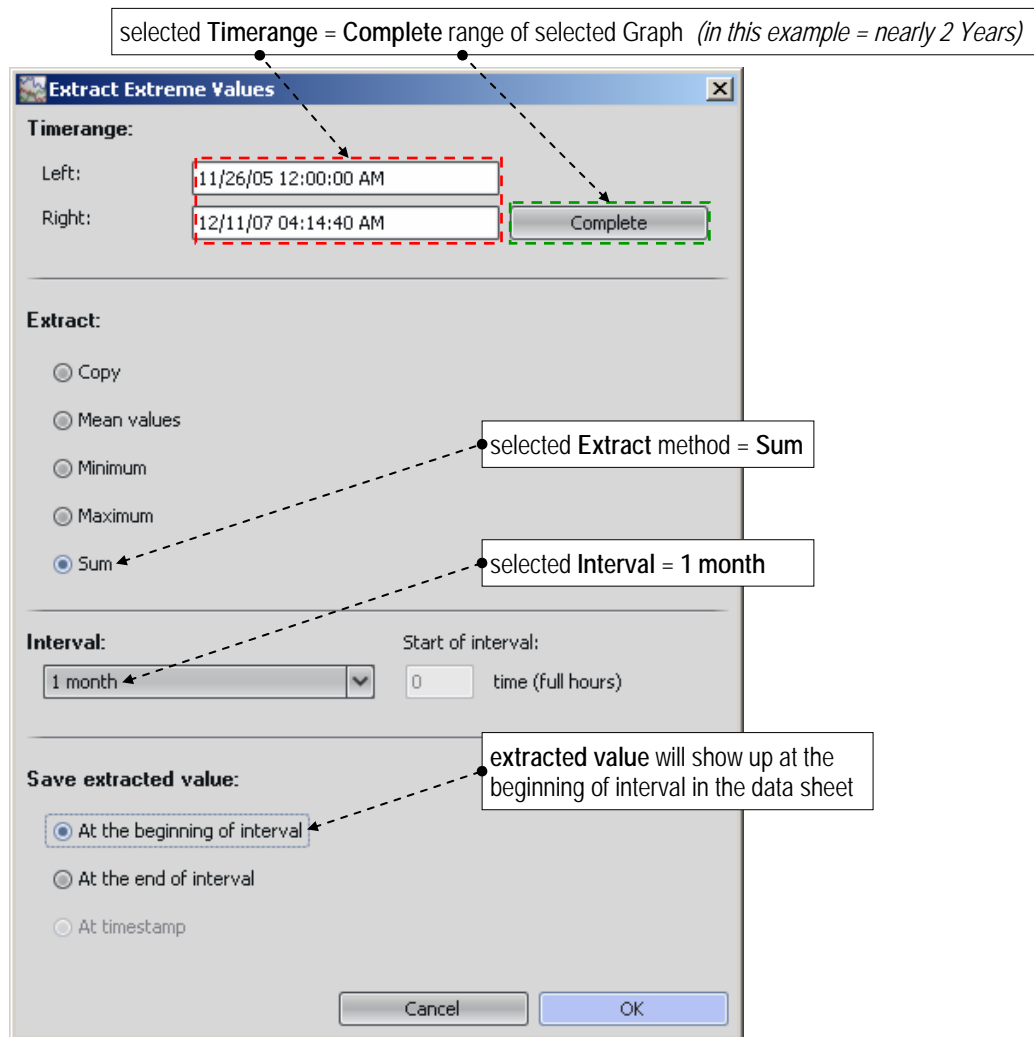 selected Timerange = Complete range of selected Graph (in this example = nearly 2 Years)
Extract Extreme Values
Timerange:
Left: 11/26/05 12:00:00 AM
Right: 12/11/07 04:14:40 AM Complete
Extract:
Copy
Mean values
selected Extract method = Sum
Minimum
Maximum
Sum
selected Interval = 1 month
Interval: Start of interval:
1 month 0 time (full hours)
extracted value will show up at the
beginning of interval in the data sheet
Save extracted value:
At the beginning of interval
At the end of interval
At timestamp
Cancel OK